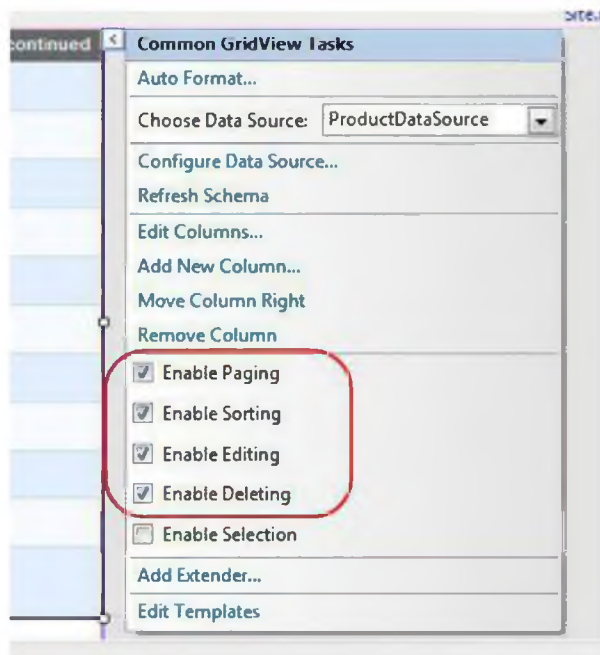 Site.
continued
Common GridView Tasks
Auto Format...
Choose Data Source: ProductDataSource
Configure Data Source...
Refresh Schema
Edit Columns...
Add New Column...
Move Column Right
Remove Column
Enable Paging
Enable Sorting
Enable Editing
Enable Deleting
Enable Selection
Add Extender...
Edit Templates